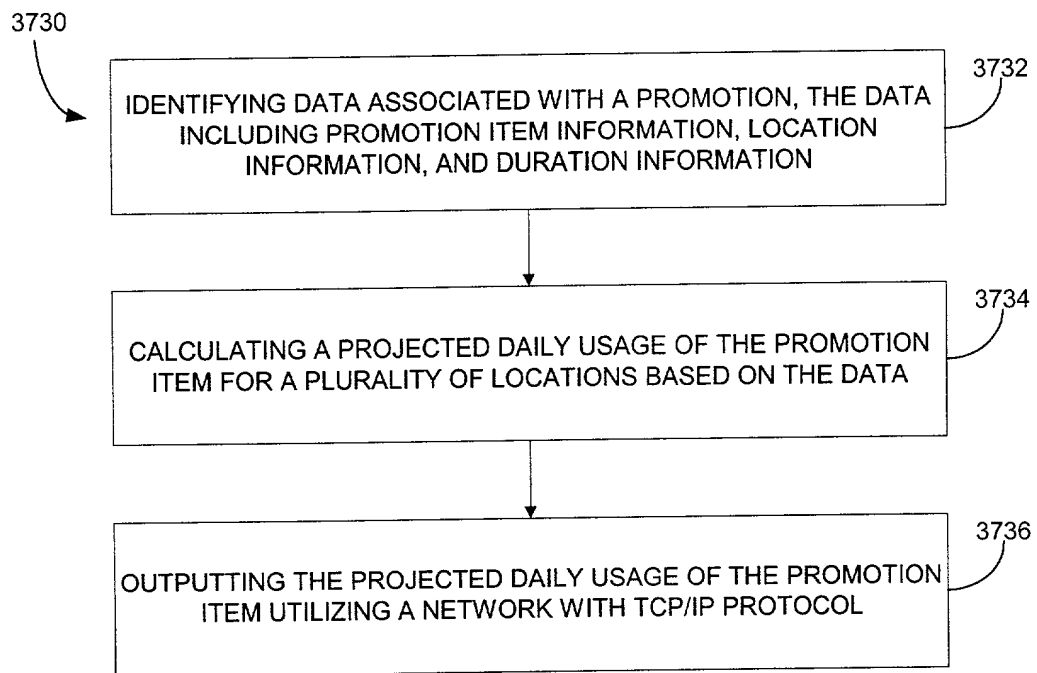 3730
3732
IDENTIFYING DATA ASSOCIATED WITH A PROMOTION, THE DATA
INCLUDING PROMOTION ITEM INFORMATION, LOCATION
INFORMATION, AND DURATION INFORMATION
3734
CALCULATING A PROJECTED DAILY USAGE OF THE PROMOTION
ITEM FOR A PLURALITY OF LOCATIONS BASED ON THE DATA
3736
OUTPUTTING THE PROJECTED DAILY USAGE OF THE PROMOTION
ITEM UTILIZING A NETWORK WITH TCP/IP PROTOCOL